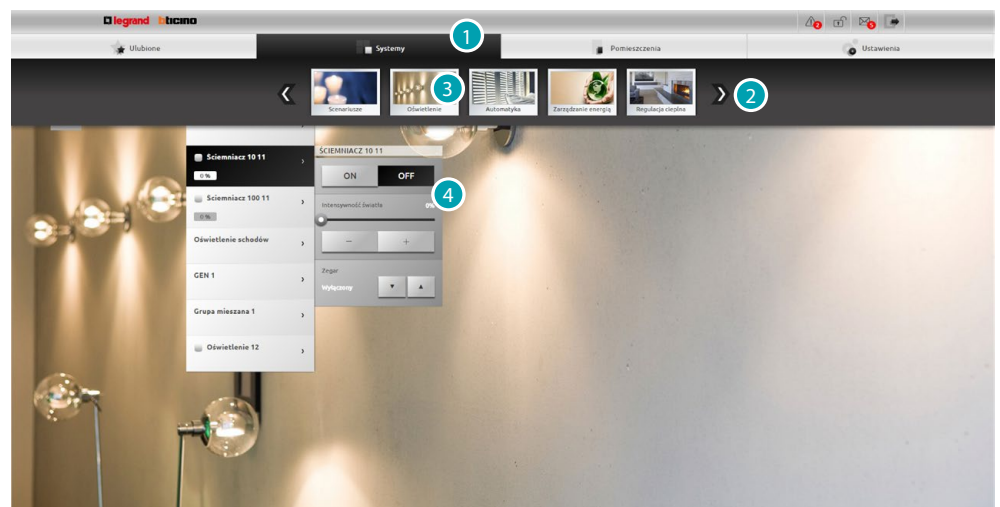 legrand bticino
2
5
Ulubione
Systemy
1
Pomieszczenia
Ustawienia
Scenariusze
Oświetlenie
3
Automatyka
Zarządzanie energią
Regulacja cieplna
2
Ściemniacz 10 11
0 %
Ściemniacz 100 11
0 %
Oświetlenie schodów
GEN 1
Grupa mieszana 1
Oświetlenie 12
ŚCIEMNIACZ 10 11
ON
OFF
4
Intensywność światła
0%
−
+
Zegar
Wyłączony